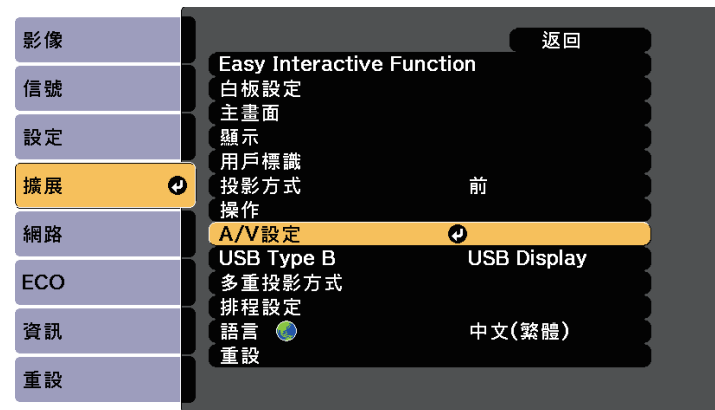 影像
信號
設定
擴展
網路
ECO
資訊
重設
返回
Easy Interactive Function
白板設定
主畫面
顯示
用戶標識
投影方式 前
操作
A/V設定
USB Type B USB Display
多重投影方式
排程設定
語言 中文(繁體)
重設